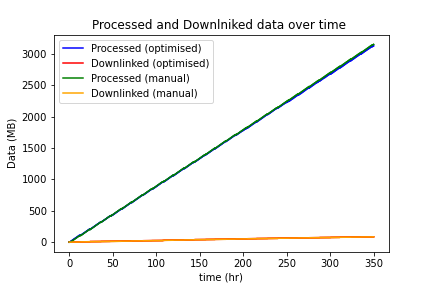 Processed and Downlniked data over time
Processed (optimised)
Downlinked (optimised)
Processed (manual)
Downlinked (manual)
Data (MB)
3000
2500
2000
1500
1000
500
0
0 50 100 150 200 250 300 350
time (hr)